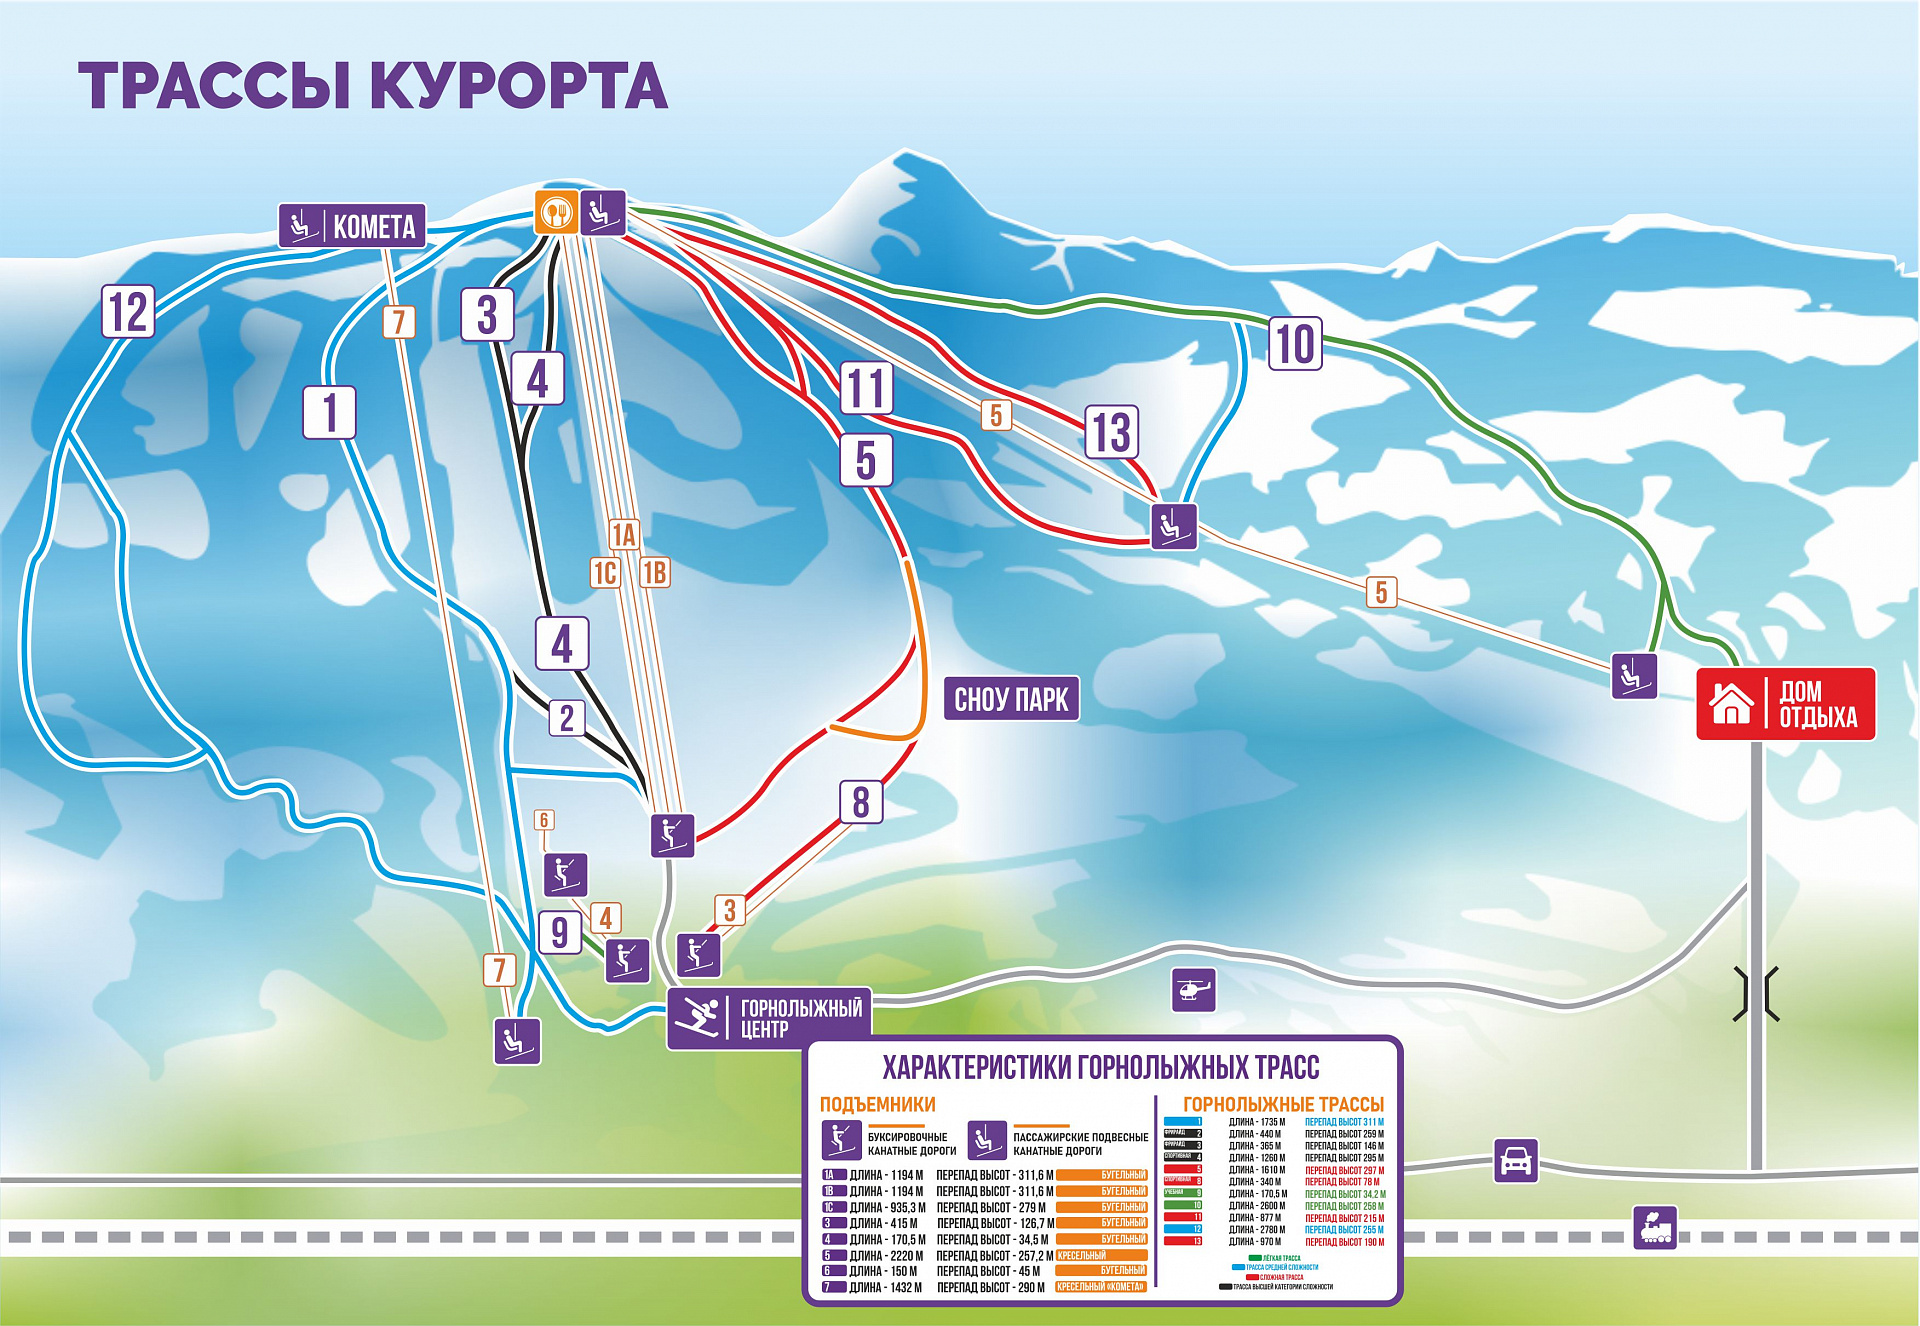 ТРАССЫ КУРОРТА
КОМЕТА
12
7
3
4
1
11
5
5
13
10
1A
1C
1B
5
4
2
СНОУ ПАРК
ДОМ
ОТДЫХА
8
6
3
4
9
7
ГОРНОЛЫЖНЫЙ
ЦЕНТР
ХАРАКТЕРИСТИКИ ГОРНОЛЫЖНЫХ ТРАСС
ПОДЪЕМНИКИ
БУКСИРОВОЧНЫЕ
КАНАТНЫЕ ДОРОГИ
ПАССАЖИРСКИЕ ПОДВЕСНЫЕ
КАНАТНЫЕ ДОРОГИ
1A ДЛИНА - 1194 М ПЕРЕПАД ВЫСОТ - 311,6 М БУГЕЛЬНЫЙ
1B ДЛИНА - 1194 М ПЕРЕПАД ВЫСОТ - 311,6 М БУГЕЛЬНЫЙ
1C ДЛИНА - 935,3 М ПЕРЕПАД ВЫСОТ - 279 М БУГЕЛЬНЫЙ
3 ДЛИНА - 415 М ПЕРЕПАД ВЫСОТ - 126,7 М БУГЕЛЬНЫЙ
4 ДЛИНА - 170,5 М ПЕРЕПАД ВЫСОТ - 34,5 М БУГЕЛЬНЫЙ
5 ДЛИНА - 2220 М ПЕРЕПАД ВЫСОТ - 257,2 М КРЕСЕЛЬНЫЙ
6 ДЛИНА - 150 М ПЕРЕПАД ВЫСОТ - 45 М БУГЕЛЬНЫЙ
7 ДЛИНА - 1432 М ПЕРЕПАД ВЫСОТ - 290 М КРЕСЕЛЬНЫЙ «КОМЕТА»
ГОРНОЛЫЖНЫЕ ТРАССЫ
1 ДЛИНА - 1735 М ПЕРЕПАД ВЫСОТ 311 М
ФРИРАЙД 2 ДЛИНА - 440 М ПЕРЕПАД ВЫСОТ 259 М
ФРИРАЙД 3 ДЛИНА - 365 М ПЕРЕПАД ВЫСОТ 146 М
СПОРТИВНАЯ 4 ДЛИНА - 1260 М ПЕРЕПАД ВЫСОТ 295 М
5 ДЛИНА - 1610 М ПЕРЕПАД ВЫСОТ 297 М
СПОРТИВНАЯ 8 ДЛИНА - 340 М ПЕРЕПАД ВЫСОТ 78 М
УЧЕБНАЯ 9 ДЛИНА - 170,5 М ПЕРЕПАД ВЫСОТ 34.2 М
10 ДЛИНА - 2600 М ПЕРЕПАД ВЫСОТ 258 М
11 ДЛИНА - 877 М ПЕРЕПАД ВЫСОТ 215 М
12 ДЛИНА - 2780 М ПЕРЕПАД ВЫСОТ 255 М
13 ДЛИНА - 970 М ПЕРЕПАД ВЫСОТ 190 М
ЛЁГКАЯ ТРАССА
ТРАССА СРЕДНЕЙ СЛОЖНОСТИ
СЛОЖНАЯ ТРАССА
ТРАССА ВЫСШЕЙ КАТЕГОРИИ СЛОЖНОСТИ